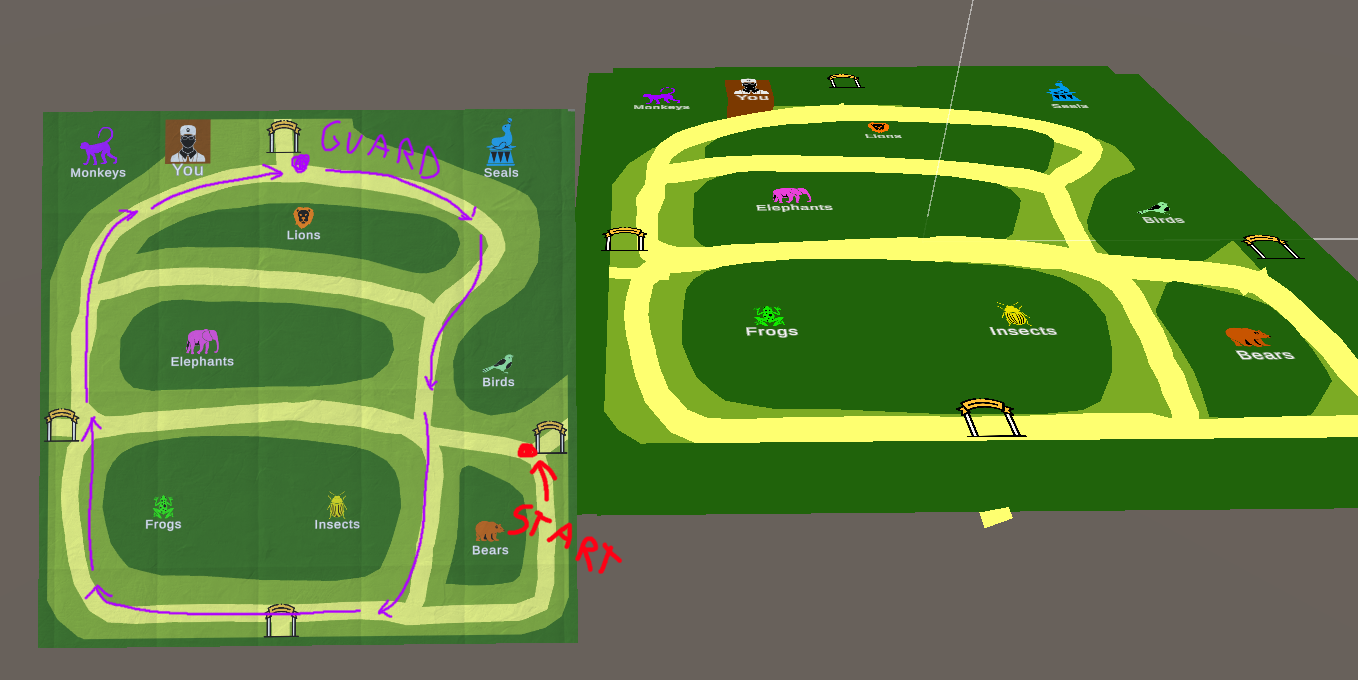 GUARD
Monkeys
You
Seals
Lions
Elephants
Birds
Frogs
Insects
Bears
START
Monkeys
You
Seals
Lions
Elephants
Birds
Frogs
Insects
Bears